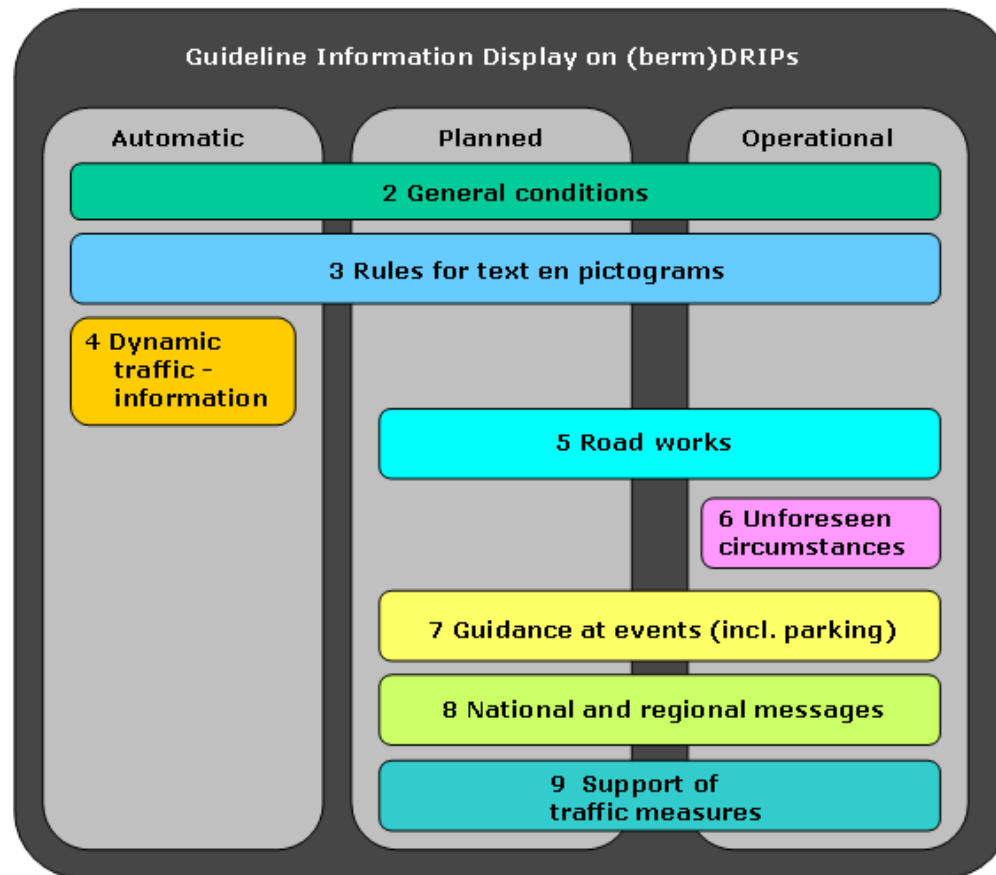 Guideline Information Display on (berm)DRIPs
Automatic
Planned
Operational
2 General conditions
3 Rules for text en pictograms
4 Dynamic
traffic -
information
5 Road works
6 Unforeseen
circumstances
7 Guidance at events (incl. parking)
8 National and regional messages
9 Support of
traffic measures